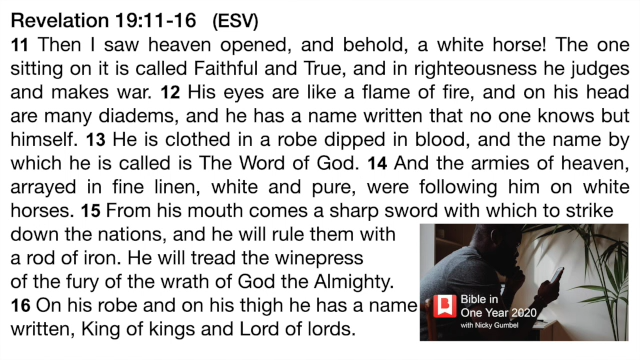 Revelation 19:11-16 (ESV)
11 Then I saw heaven opened, and behold, a white horse! The one
sitting on it is called Faithful and True, and in righteousness he judges
and makes war. 12 His eyes are like a flame of fire, and on his head
are many diadems, and he has a name written that no one knows but
himself. 13 He is clothed in a robe dipped in blood, and the name by
which he is called is The Word of God. 14 And the armies of heaven,
arrayed in fine linen, white and pure, were following him on white
horses. 15 From his mouth comes a sharp sword with which to strike
down the nations, and he will rule them with
a rod of iron. He will tread the winepress
of the fury of the wrath of God the Almighty.
16 On his robe and on his thigh he has a name
written, King of kings and Lord of lords.
Bible in
One Year 2020
with Nicky Gumbel